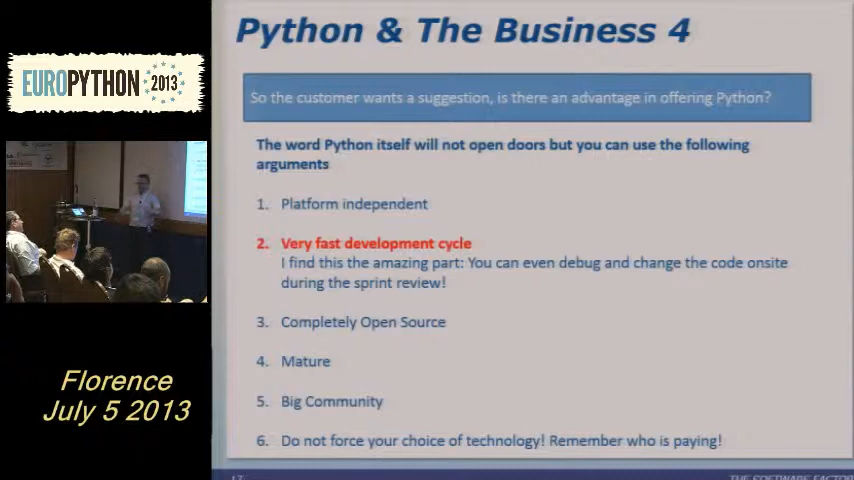 Python & The Business 4
EUROPYTHON 2013
So the customer wants a suggestion, is there an advantage in offering Python?
The word Python itself will not open doors but you can use the following
arguments
1. Platform independent
2. Very fast development cycle
I find this the amazing part: You can even debug and change the code onsite
during the sprint review!
3. Completely Open Source
4. Mature
5. Big Community
6. Do not force your choice of technology! Remember who is paying!
Florence
July 5 2013